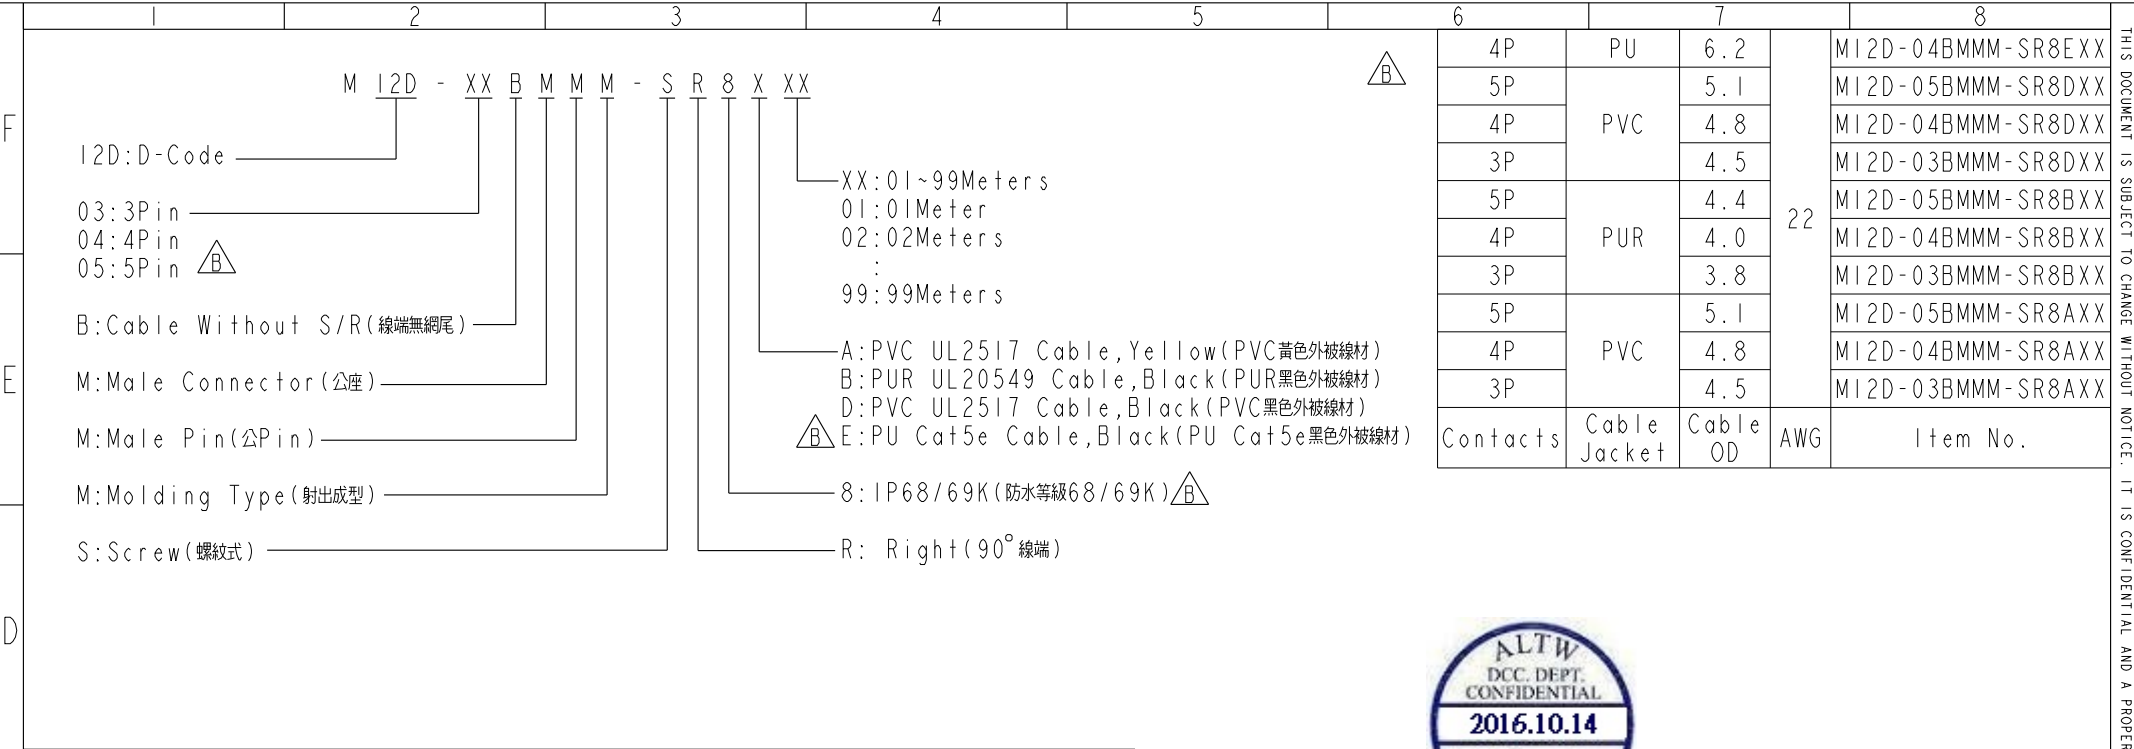 1 2 3 4 5 6 7 8
F
E
D
M 12D - XX B M M M - S R 8 X XX
12D:D-Code
03:3Pin
04:4Pin
05:5Pin B
B:Cable Without S/R(線端無網尾)
M:Male Connector(公座)
M:Male Pin(公Pin)
M:Molding Type(射出成型)
S:Screw(螺紋式)
XX:01~99Meters
01:01Meter
02:02Meters
:
99:99Meters
A:PVC UL2517 Cable,Yellow(PVC黃色外被線材)
B:PUR UL20549 Cable,Black(PUR黑色外被線材)
D:PVC UL2517 Cable,Black(PVC黑色外被線材)
B E:PU Cat5e Cable,Black(PU Cat5e黑色外被線材)
8:IP68/69K(防水等級68/69K) B
R: Right(90°線端)
B
4P PU 6.2 M12D-04BMMM-SR8EXX
5P 5.1 M12D-05BMMM-SR8DXX
4P PVC 4.8 M12D-04BMMM-SR8DXX
3P 4.5 M12D-03BMMM-SR8DXX
5P 4.4 22 M12D-05BMMM-SR8BXX
4P PUR 4.0 M12D-04BMMM-SR8BXX
3P 3.8 M12D-03BMMM-SR8BXX
5P 5.1 M12D-05BMMM-SR8AXX
4P PVC 4.8 M12D-04BMMM-SR8AXX
3P 4.5 M12D-03BMMM-SR8AXX
Contacts Cable Jacket Cable OD AWG Item No.
ALTW
DCC. DEPT.
CONFIDENTIAL
2016.10.14
THIS DOCUMENT IS SUBJECT TO CHANGE WITHOUT NOTICE. IT IS CONFIDENTIAL AND A PROPER